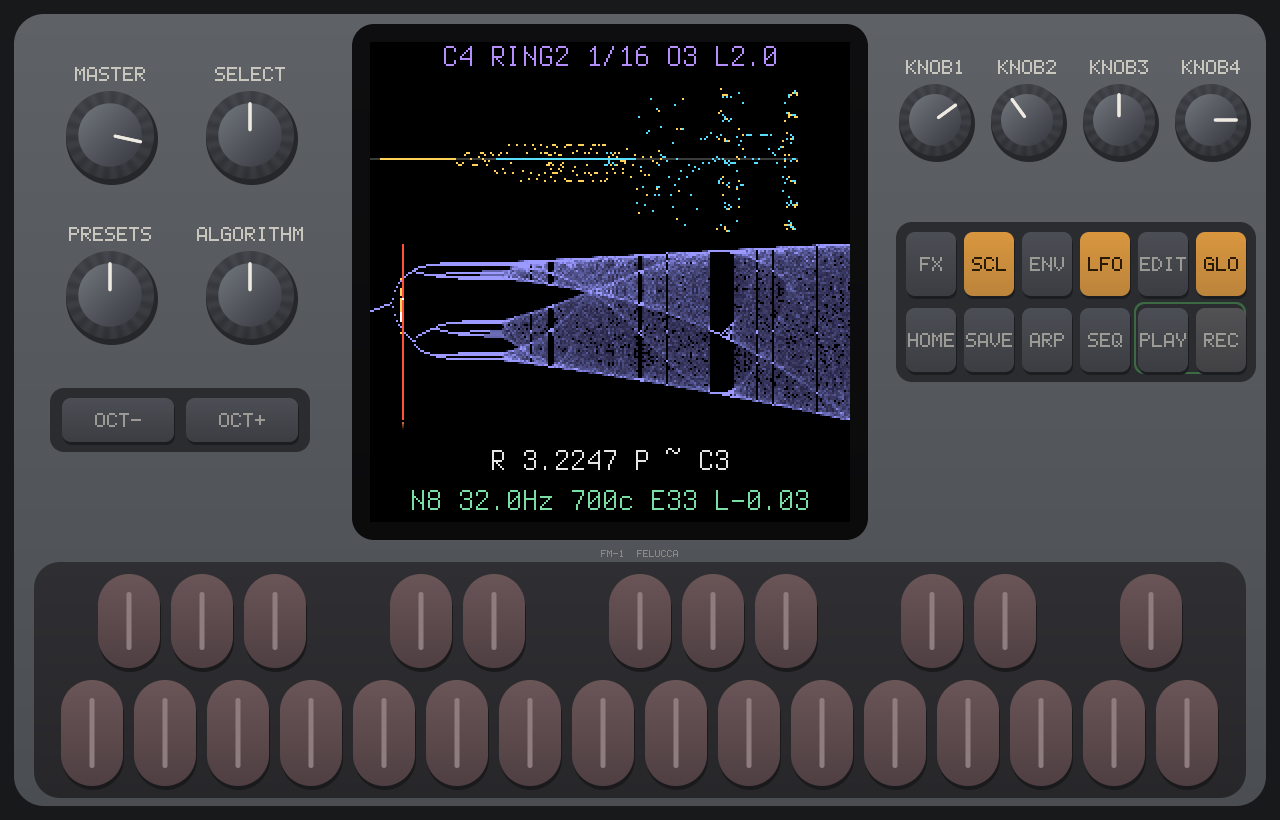 MASTER SELECT
PRESETS ALGORITHM
OCT- OCT+
C4 RING2 1/16 O3 L2.0
R 3.2247 P ~ C3
N8 32.0Hz 700c E33 L-0.03
KNOB1 KNOB2 KNOB3 KNOB4
FX SCL ENV LFO EDIT GLO
HOME SAVE ARP SEQ PLAY REC
FM-1 FELUCCA